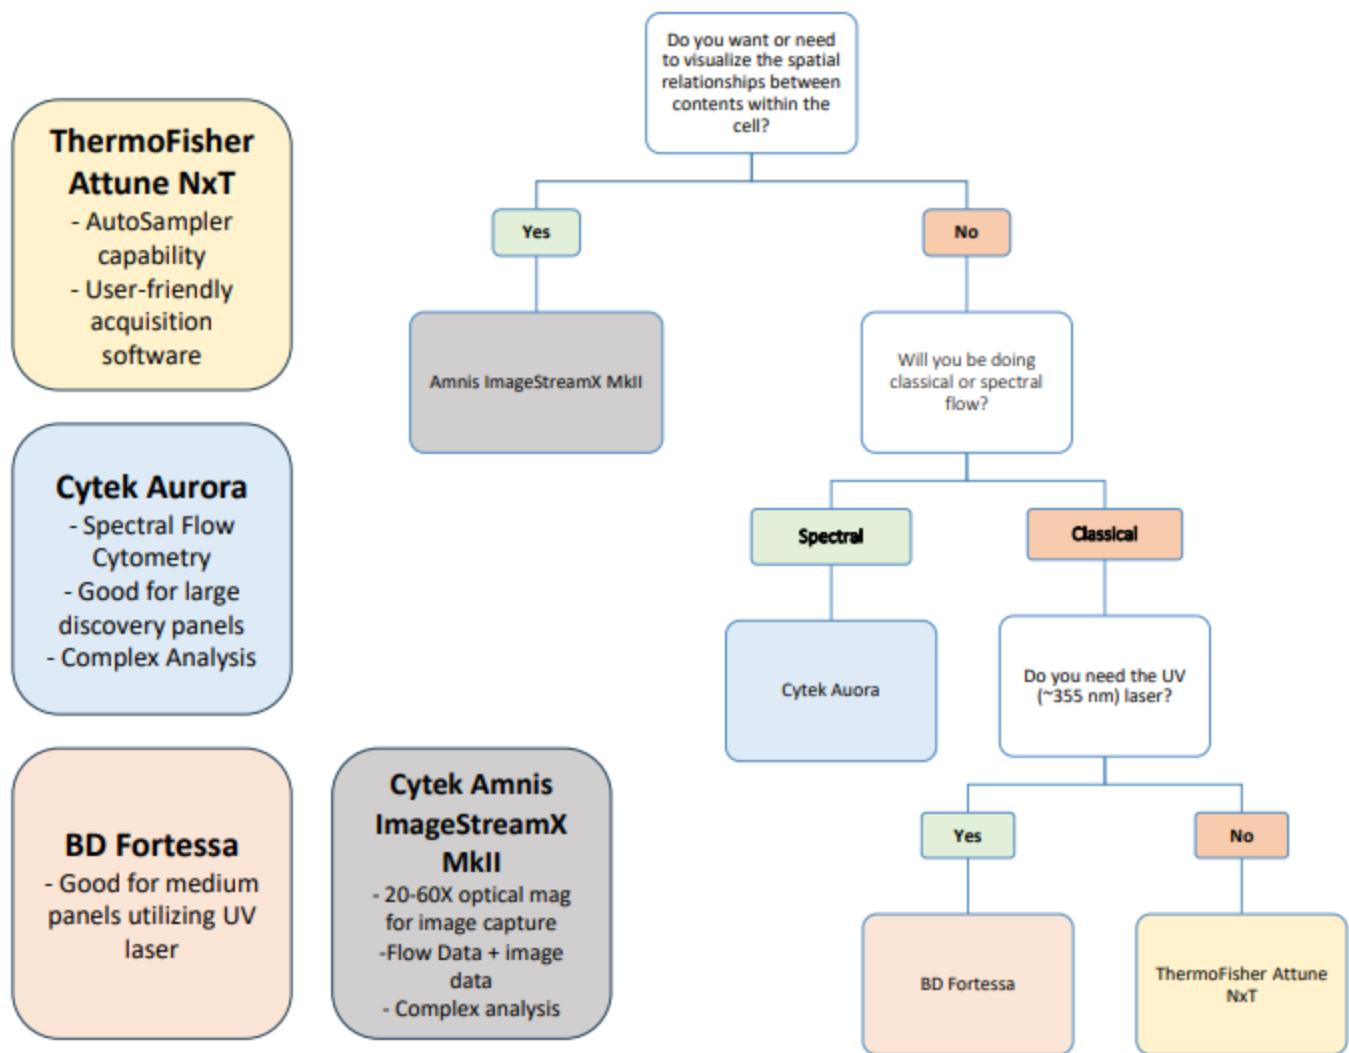 Do you want or need
to visualize the spatial
relationships between
contents within the
cell?
Yes
No
Amnis ImageStreamX MkII
Will you be doing
classical or spectral
flow?
Spectral
Classical
Cytek Auora
Do you need the UV
(~355 nm) laser?
Yes
No
BD Fortessa
ThermoFisher Attune
NxT
ThermoFisher
Attune NxT
- AutoSampler
capability
- User-friendly
acquisition
software
Cytek Aurora
- Spectral Flow
Cytometry
- Good for large
discovery panels
- Complex Analysis
BD Fortessa
- Good for medium
panels utilizing UV
laser
Cytek Amnis
ImageStreamX
MkII
- 20-60X optical mag
for image capture
-Flow Data + image
data
- Complex analysis